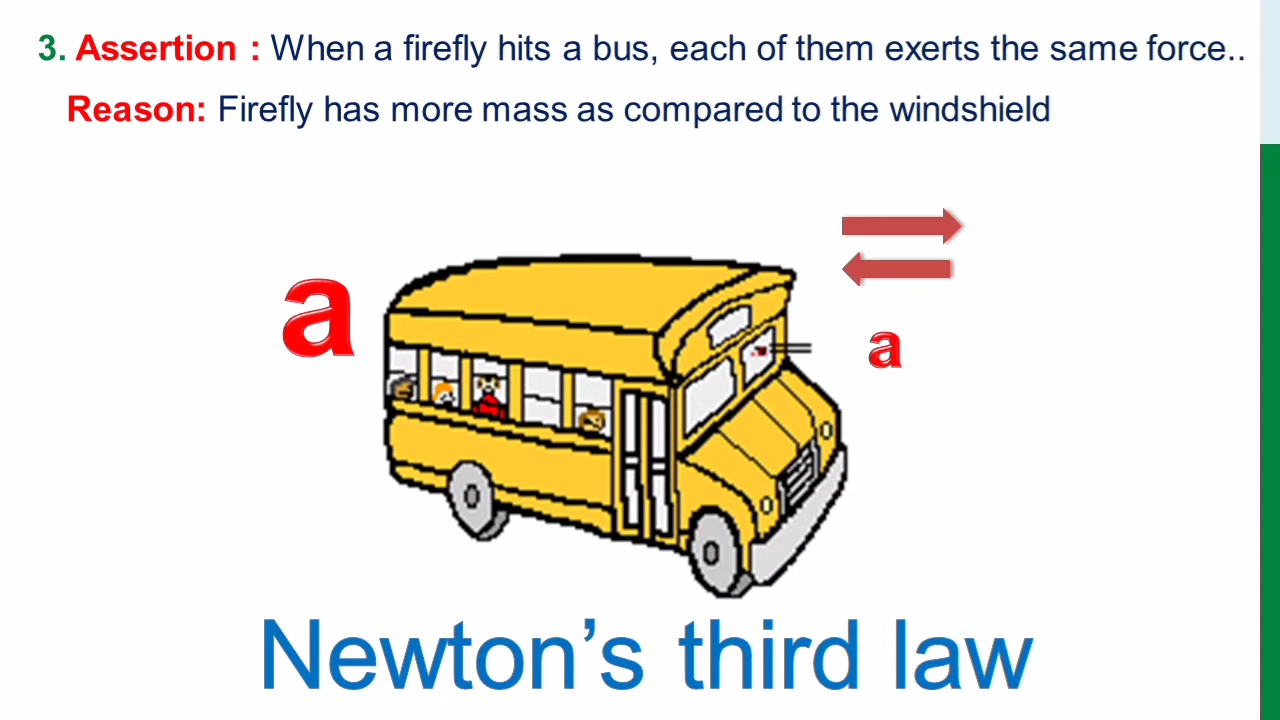 3. Assertion : When a firefly hits a bus, each of them exerts the same force..
Reason: Firefly has more mass as compared to the windshield
a
a
Newton’s third law